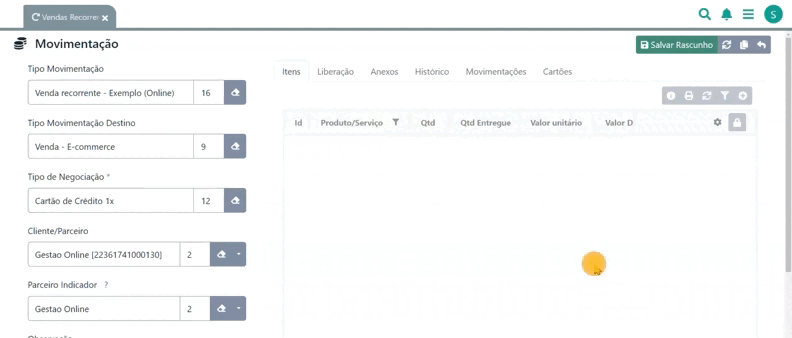 Vendas Recorre
S
Movimentação
Salvar Rascunho
Tipo Movimentação
Venda recorrente - Exemplo (Online) 16
Tipo Movimentação Destino
Venda - E-commerce 9
Tipo de Negociação *
Cartão de Crédito 1x 12
Cliente/Parceiro
Gestao Online [22361741000130] 2
Parceiro Indicador ?
Gestao Online 2
Observação
Itens Liberação Anexos Histórico Movimentações Cartões
Id Produto/Serviço Qtd Qtd Entregue Valor unitário Valor D